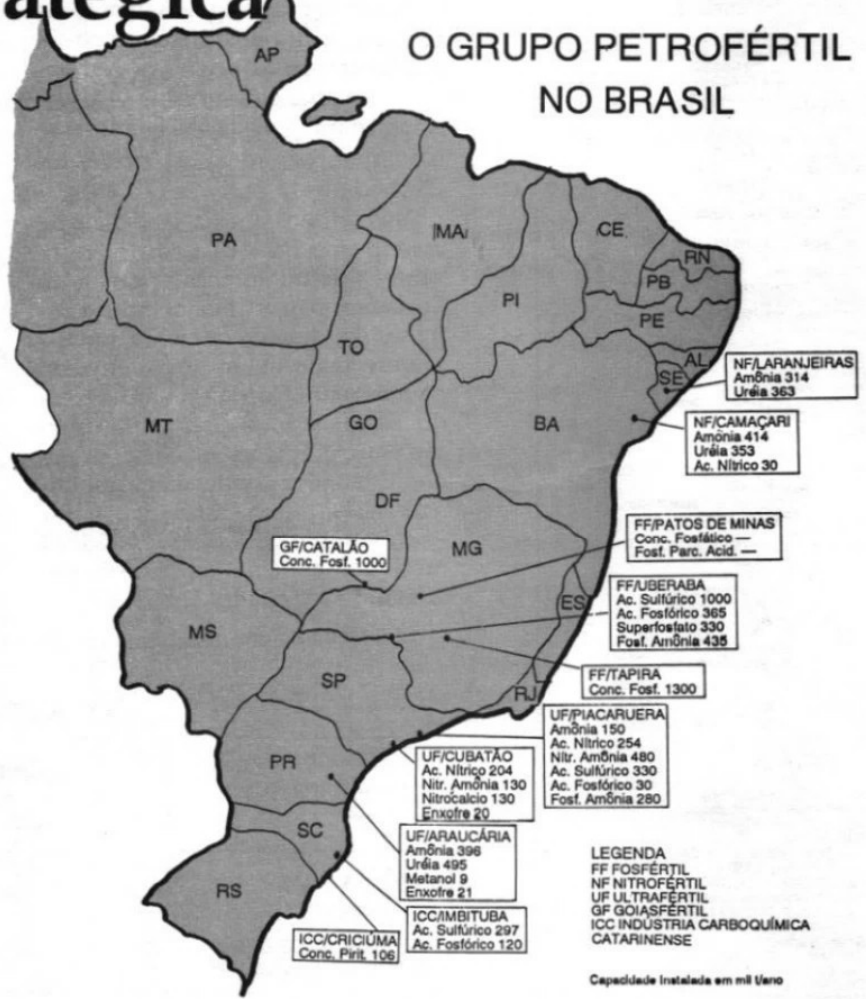 O GRUPO PETROFÉRTIL
NO BRASIL
AP
PA
MA
CE
RN
PB
PI
PE
TO
AL
SE
NF/LARANJEIRAS
Amônia 314
Uréia 363
MT
GO
BA
NF/CAMAÇARI
Amónia 414
Uréia 353
Ac. Nítrico 30
DF
MG
GF/CATALÃO
Conc. Fosf. 1000
FF/PATOS DE MINAS
Conc. Fosfático —
Fosf. Parc. Acid. —
ES
FF/UBERABA
Ac. Sulfúrico 1000
Ac. Fosfórico 365
Superfosfato 330
Fosf. Amônia 435
MS
SP
RJ
FF/TAPIRA
Conc. Fosf. 1300
UF/PIACARUERA
Amônia 150
Ac. Nítrico 254
Nítr. Amônia 480
Ac. Sulfúrico 330
Ac. Fosfórico 30
Fosf. Amônia 280
PR
UF/CUBATÃO
Ac. Nítrico 204
Nitr. Amônia 130
Nitrocalcio 130
Enxofre 20
SC
UF/ARAUCÁRIA
Amônia 396
Uréia 495
Metanol 9
Enxofre 21
RS
ICC/IMBITUBA
Ac. Sulfúrico 297
Ac. Fosfórico 120
ICC/CRICIÚMA
Conc. Pirit. 106
LEGENDA
FF FOSFÉRTIL
NF NITROFÉRTIL
UF ULTRAFÉRTIL
GF GOIASFÉRTIL
ICC INDÚSTRIA CARBOQUÍMICA
CATARINENSE
Capacidade Instalada em mil t/ano